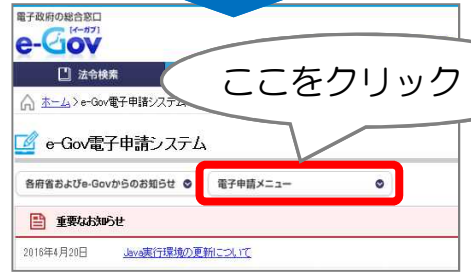 電子政府の総合窓口
[イーガブ]
e-Gov
法令検索
ここをクリック
ホーム > e-Gov電子申請システム
e-Gov電子申請システム
各府省およびe-Govからのお知らせ
電子申請メニュー
重要なお知らせ
2016年4月20日 Java実行環境の更新について